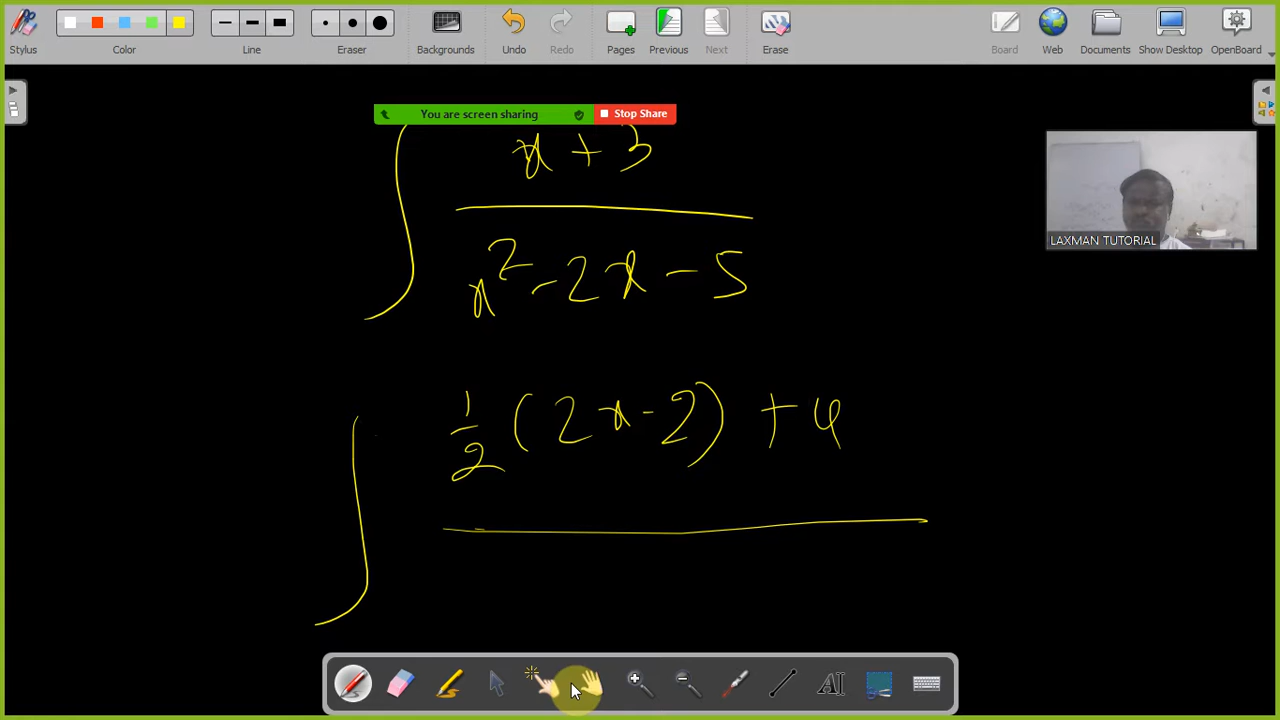 Stylus Color Line Eraser Backgrounds Undo Redo Pages Previous Next Erase Board Web Documents Show Desktop OpenBoard
You are screen sharing Stop Share
∫ x + 3
x² - 2x - 5
LAXMAN TUTORIAL
∫ 1/2 (2x - 2) + 4
AI